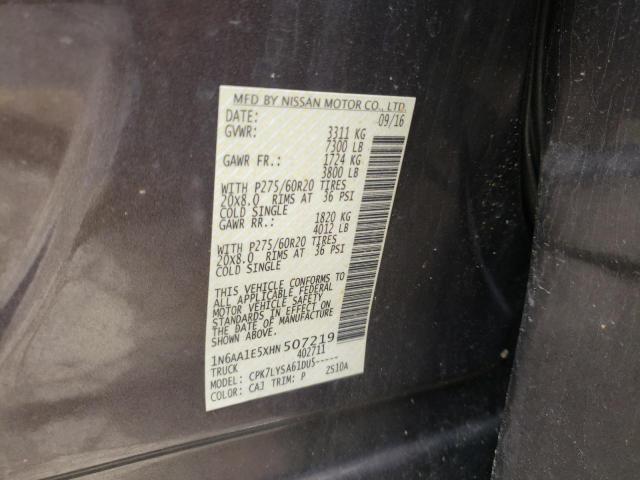 MFD BY NISSAN MOTOR CO., LTD.
DATE: 09/16
GVWR: 3311 KG
7300 LB
GAWR FR.: 1724 KG
3800 LB
WITH P275/60R20 TIRES
20X8.0 RIMS AT 36 PSI
COLD SINGLE
GAWR RR.: 1820 KG
4012 LB
WITH P275/60R20 TIRES
20X8.0 RIMS AT 36 PSI
COLD SINGLE
THIS VEHICLE CONFORMS TO
ALL APPLICABLE FEDERAL
MOTOR VEHICLE SAFETY
STANDARDS IN EFFECT ON
THE DATE OF MANUFACTURE
SHOWN ABOVE.
1N6AA1E5XHN507219
TRUCK 402711
MODEL: CPK7LYSA61DUS-----
COLOR: CAJ TRIM: P 2S10A